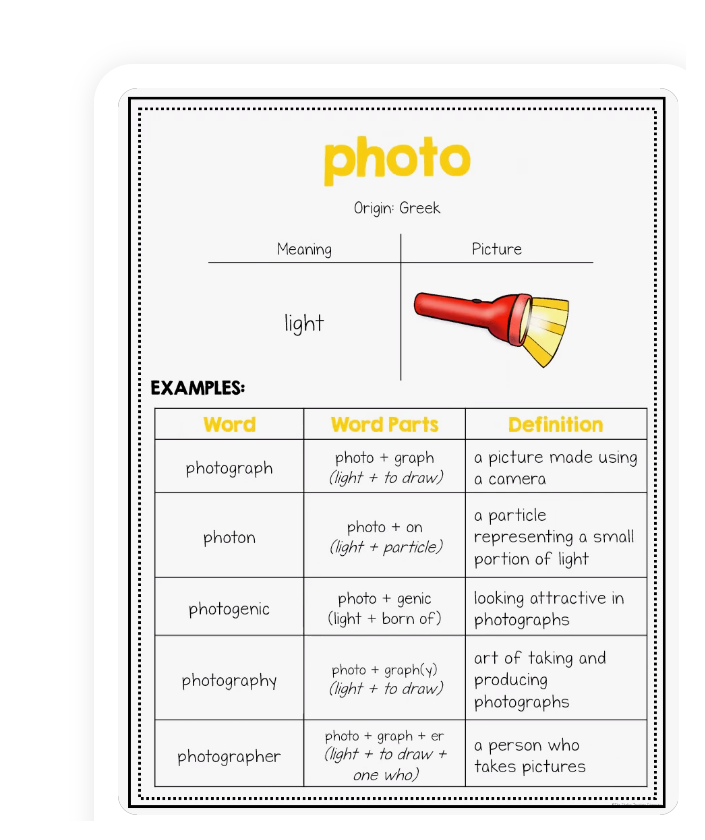 photo
Origin: Greek
Meaning Picture
light
EXAMPLES:
Word Word Parts Definition
photograph
photo + graph
(light + to draw)
a picture made using
a camera
photon
photo + on
(light + particle)
a particle
representing a small
portion of light
photogenic
photo + genic
(light + born of)
looking attractive in
photographs
photography
photo + graph(y)
(light + to draw)
art of taking and
producing
photographs
photographer
photo + graph + er
(light + to draw +
one who)
a person who
takes pictures